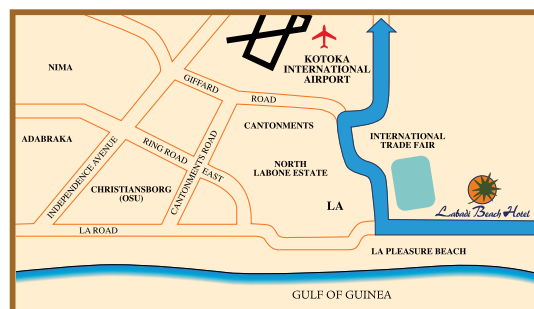 KOTOKA
INTERNATIONAL
AIRPORT
NIMA
GIFFARD
ROAD
CANTONMENTS
INTERNATIONAL
TRADE FAIR
ADABRAKA
INDEPENDENCE AVENUE
RING ROAD
EAST
CANTONMENTS ROAD
NORTH
LABONE ESTATE
CHRISTIANSBORG
(OSU)
LA
Labadi Beach Hotel
LA ROAD
LA PLEASURE BEACH
GULF OF GUINEA